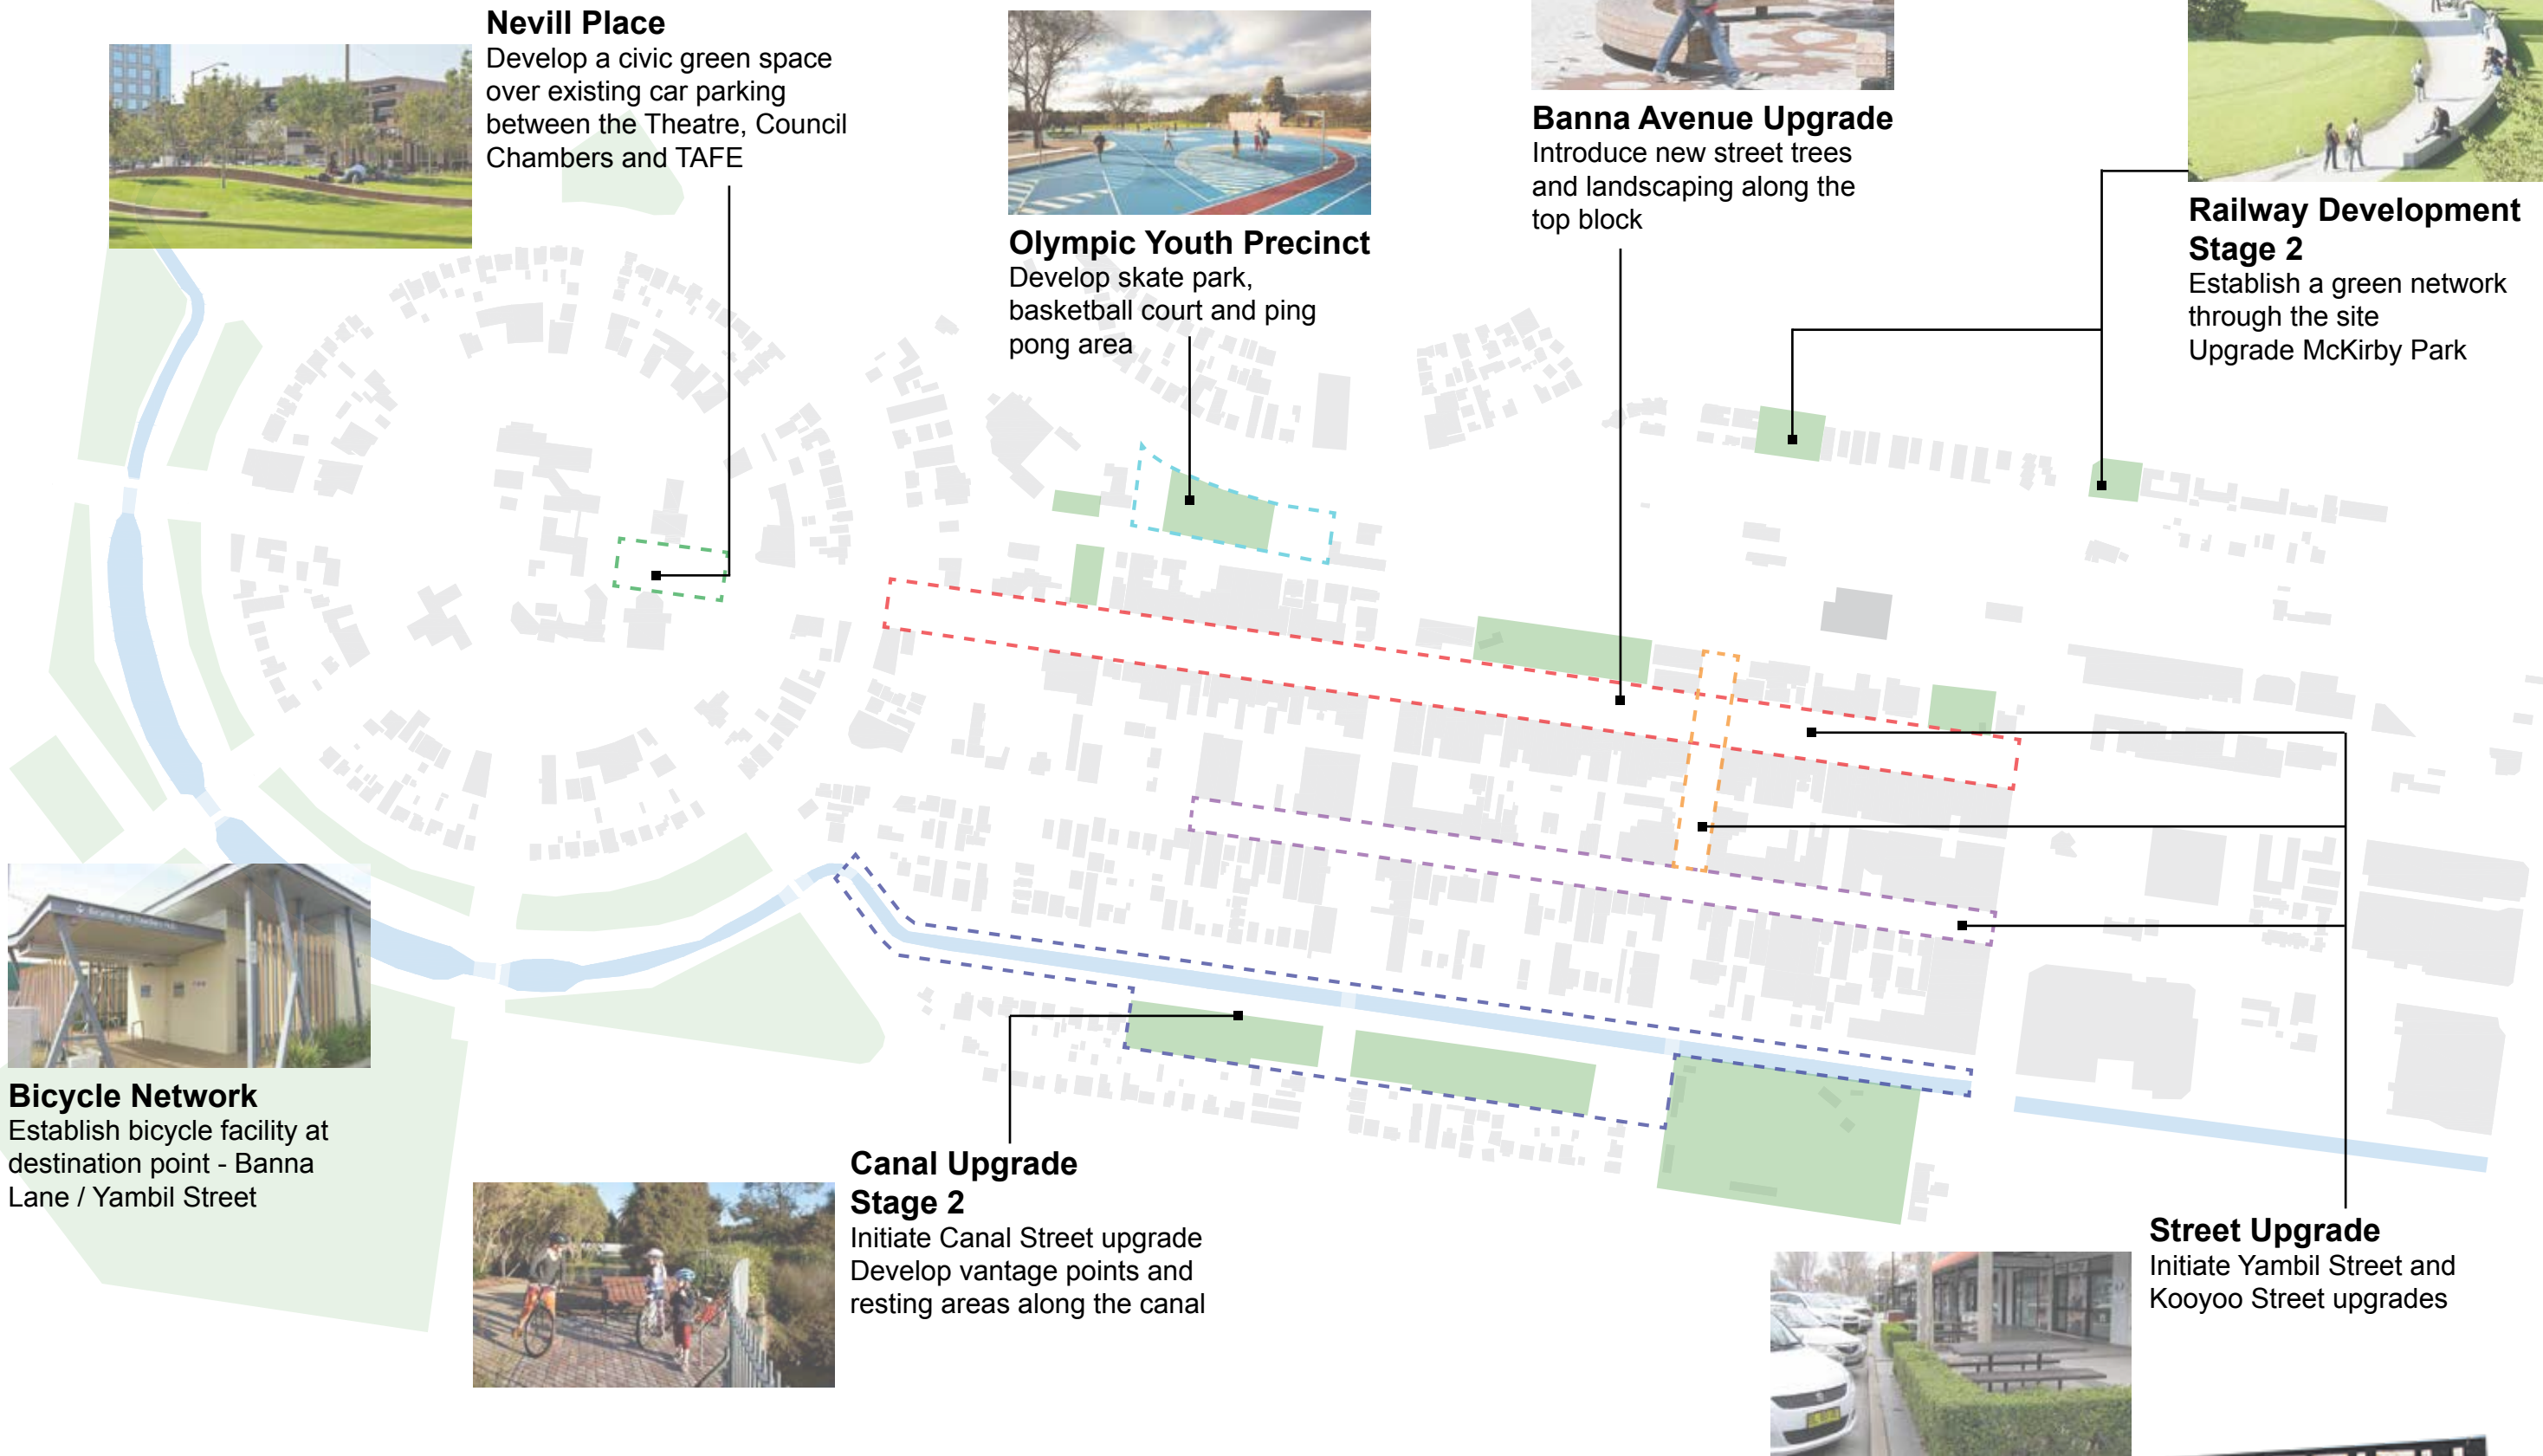 Nevill Place
Develop a civic green space
over existing car parking
between the Theatre, Council
Chambers and TAFE
Olympic Youth Precinct
Develop skate park,
basketball court and ping
pong area
Banna Avenue Upgrade
Introduce new street trees
and landscaping along the
top block
Railway Development
Stage 2
Establish a green network
through the site
Upgrade McKirby Park
Bicycle Network
Establish bicycle facility at
destination point - Banna
Lane / Yambil Street
Canal Upgrade
Stage 2
Initiate Canal Street upgrade
Develop vantage points and
resting areas along the canal
Street Upgrade
Initiate Yambil Street and
Kooyoo Street upgrades